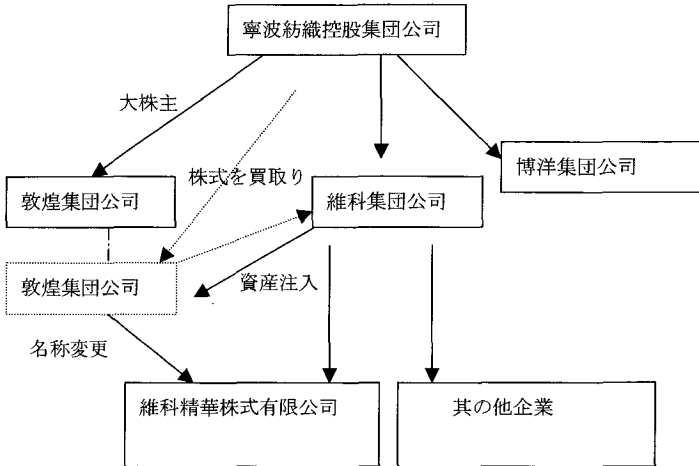 寧波紡織控股集団公司
大株主
博洋集団公司
株式を買取り
敦煌集団公司
維科集団公司
敦煌集団公司
資産注入
名称変更
維科精華株式有限公司
其の他企業